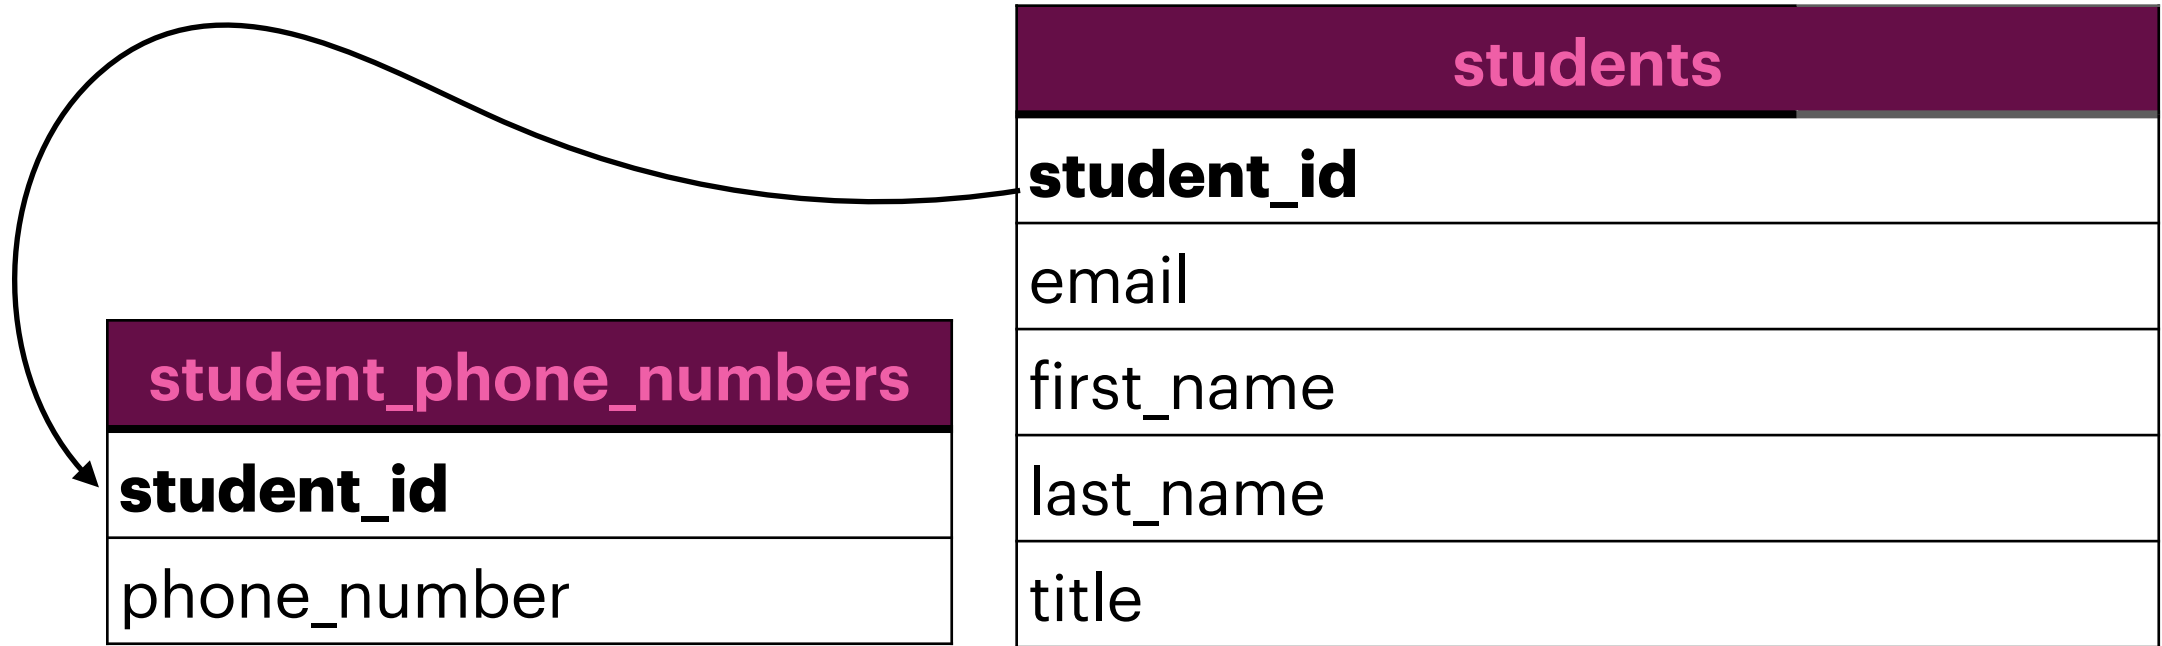 students
student_id
email
first_name
last_name
title
student_phone_numbers
student_id
phone_number